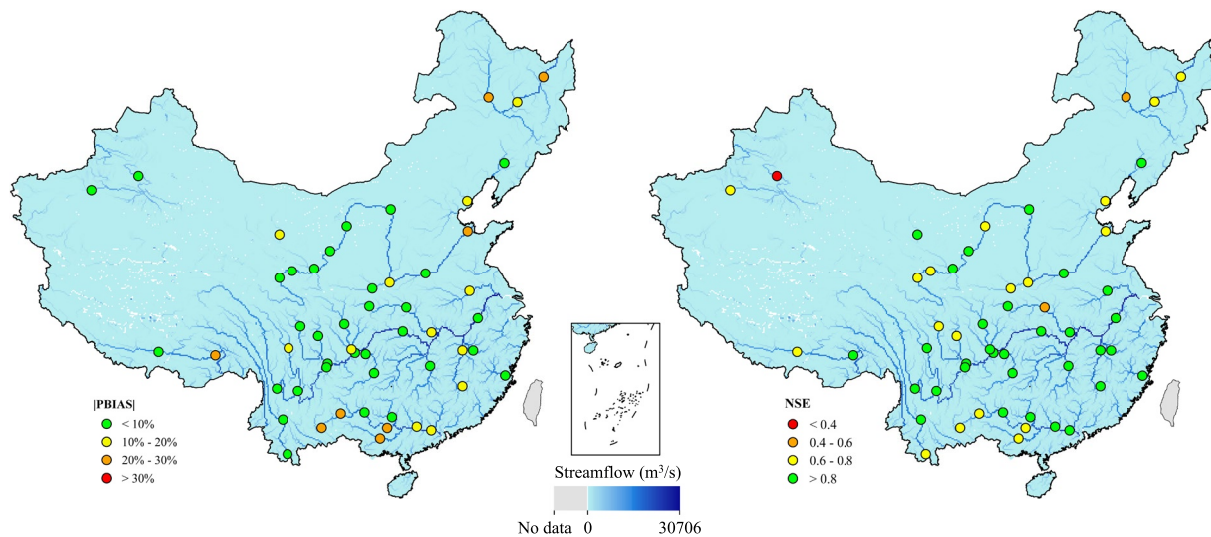 |PBIAS|
< 10%
10% - 20%
20% - 30%
> 30%
NSE
< 0.4
0.4 - 0.6
0.6 - 0.8
> 0.8
Streamflow (m³/s)
No data 0 30706